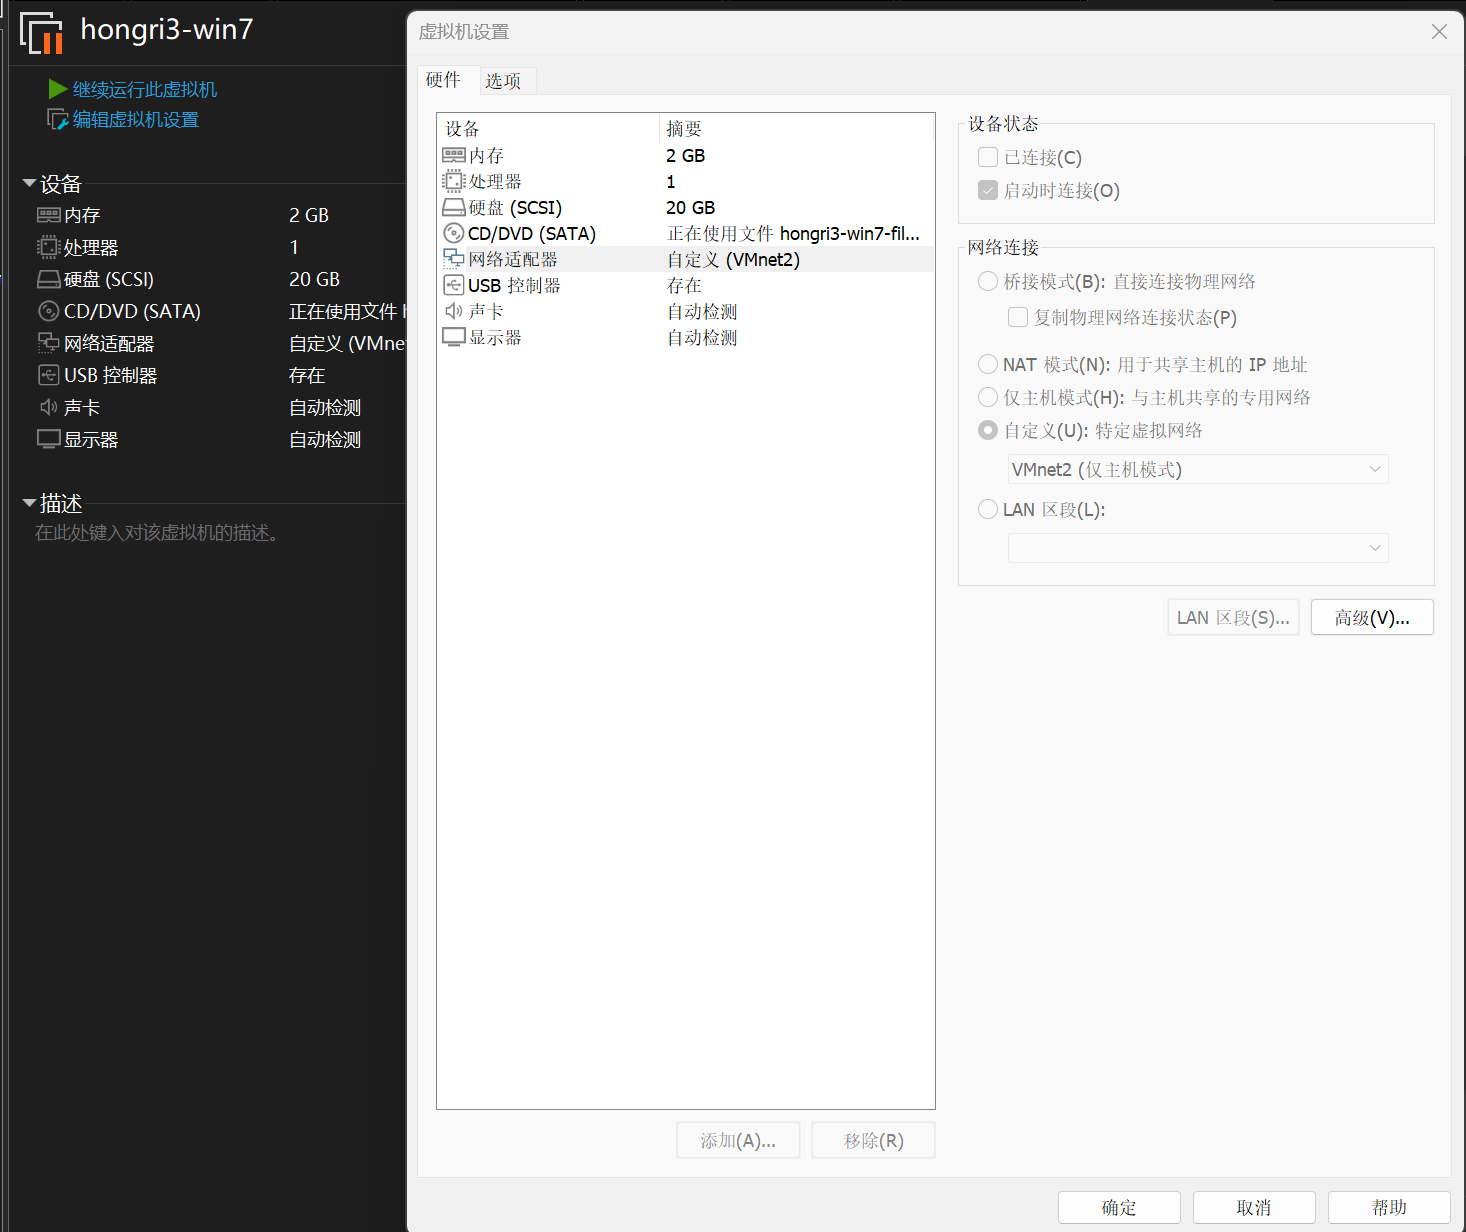 hongri3-win7
继续运行此虚拟机
编辑虚拟机设置
设备
内存 2 GB
处理器 1
硬盘 (SCSI) 20 GB
CD/DVD (SATA) 正在使用文件
网络适配器 自定义 (VMne
USB 控制器 存在
声卡 自动检测
显示器 自动检测
描述
在此处键入对该虚拟机的描述。
虚拟机设置
硬件 选项
设备 摘要
内存 2 GB
处理器 1
硬盘 (SCSI) 20 GB
CD/DVD (SATA) 正在使用文件 hongri3-win7-fil...
网络适配器 自定义 (VMnet2)
USB 控制器 存在
声卡 自动检测
显示器 自动检测
添加(A)... 移除(R)
设备状态
已连接(C)
启动时连接(O)
网络连接
桥接模式(B): 直接连接物理网络
复制物理网络连接状态(P)
NAT 模式(N): 用于共享主机的 IP 地址
仅主机模式(H): 与主机共享的专用网络
自定义(U): 特定虚拟网络
VMnet2 (仅主机模式)
LAN 区段(L):
LAN 区段(S)... 高级(V)...
确定 取消 帮助